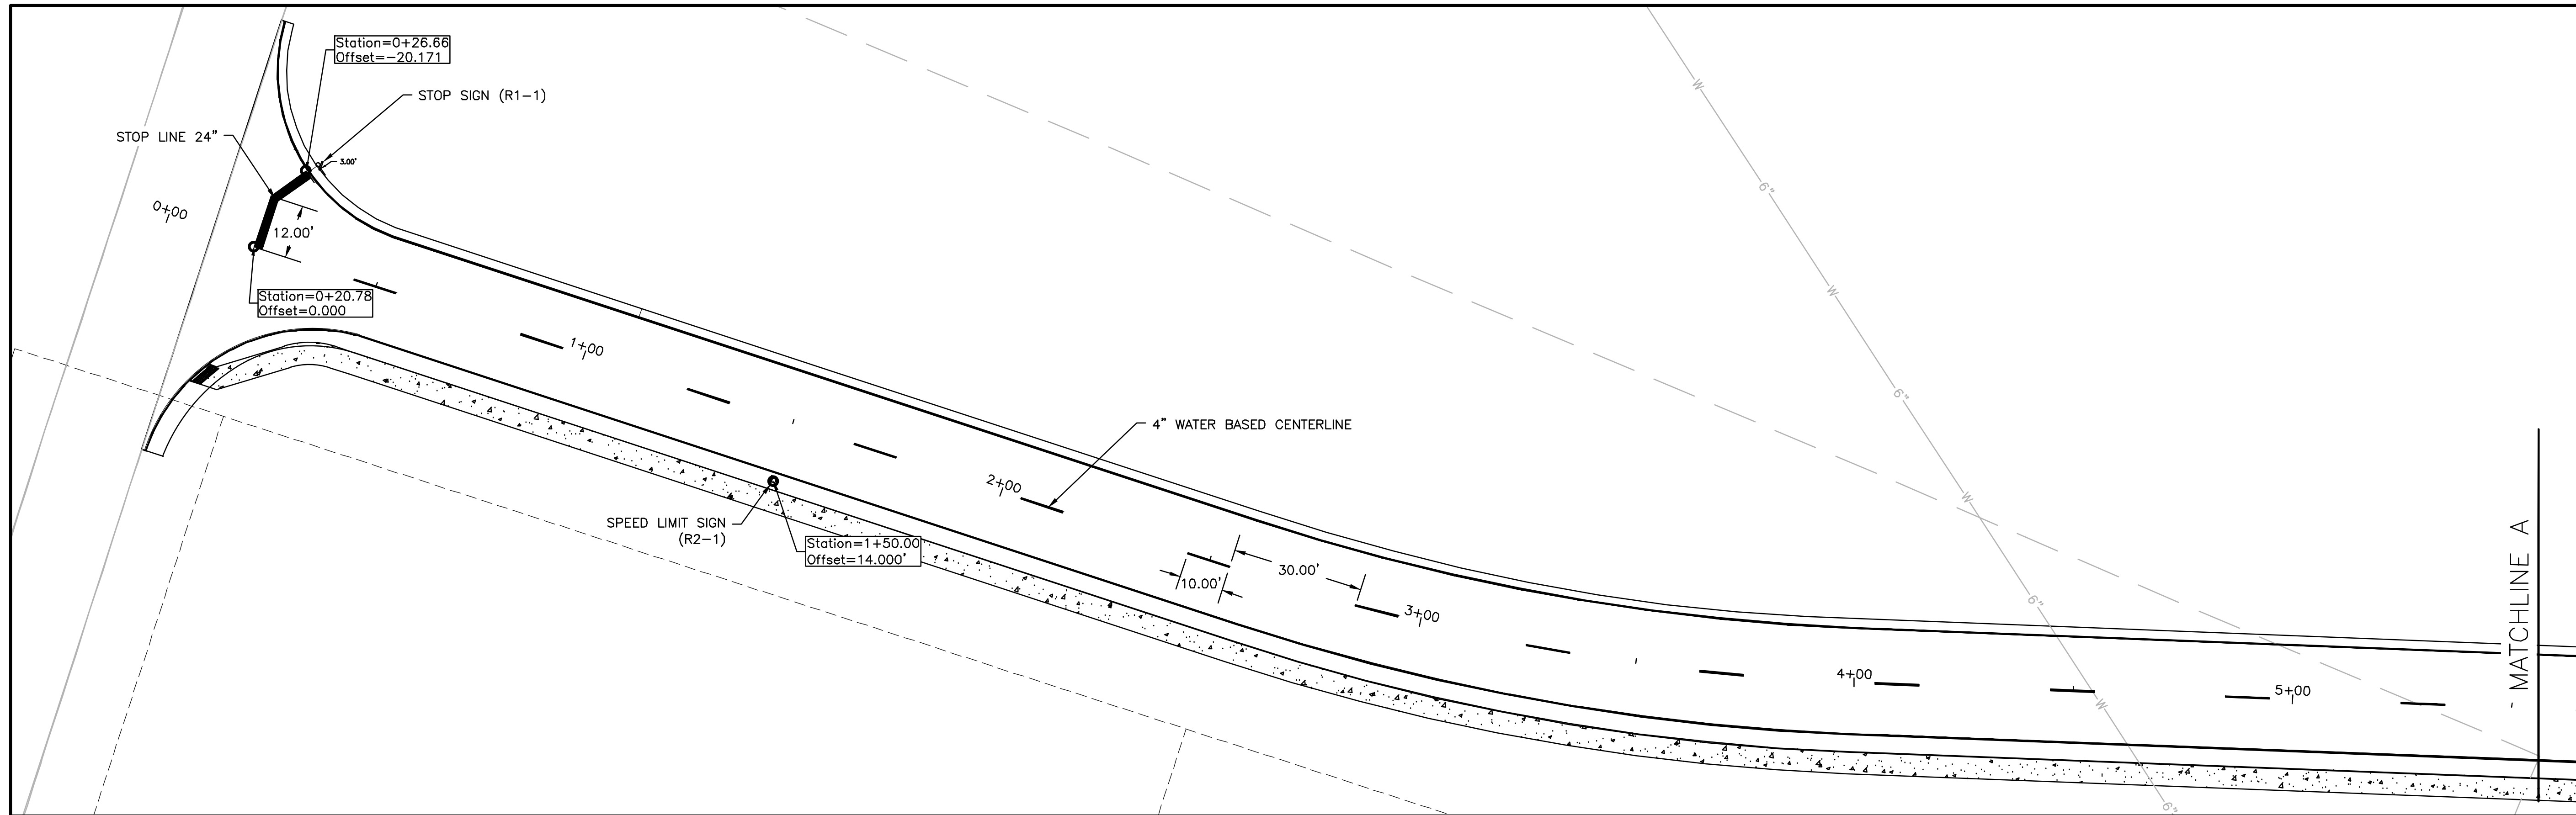 Station=0+26.66
Offset=-20.171
STOP SIGN (R1-1)
STOP LINE 24"
3.00'
0+00
12.00'
Station=0+20.78
Offset=0.000
1+00
4" WATER BASED CENTERLINE
2+00
SPEED LIMIT SIGN
(R2-1)
Station=1+50.00
Offset=14.000'
10.00'
30.00'
3+00
4+00
5+00
W
6"
W
6"
W
6"
W
6"
- MATCHLINE A